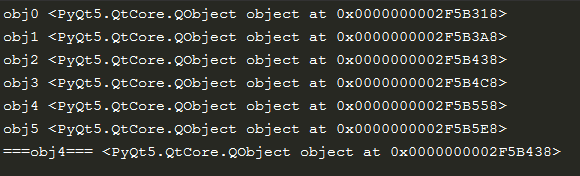 obj0 <PyQt5.QtCore.QObject object at 0x0000000002F5B318>
obj1 <PyQt5.QtCore.QObject object at 0x0000000002F5B3A8>
obj2 <PyQt5.QtCore.QObject object at 0x0000000002F5B438>
obj3 <PyQt5.QtCore.QObject object at 0x0000000002F5B4C8>
obj4 <PyQt5.QtCore.QObject object at 0x0000000002F5B558>
obj5 <PyQt5.QtCore.QObject object at 0x0000000002F5B5E8>
===obj4=== <PyQt5.QtCore.QObject object at 0x0000000002F5B438>